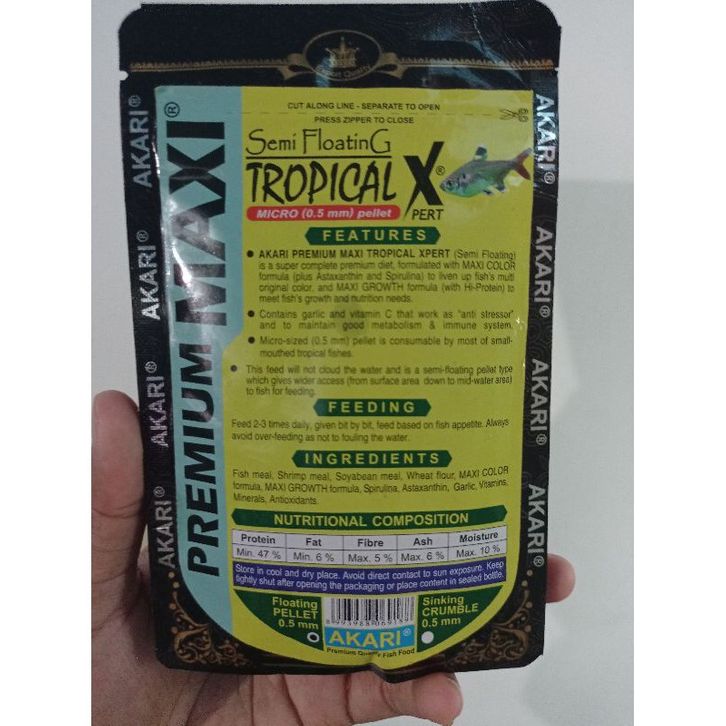 Export Quality
CUT ALONG LINE - SEPARATE TO OPEN
PRESS ZIPPER TO CLOSE
PREMIUM MAXI®
AKARI®
AKARI®
AKARI®
AKARI®
AKARI®
AKARI®
AKARI®
AKARI®
AKARI®
AKARI®
Semi FloatinG
TROPICAL XPERT®
MICRO (0.5 mm) pellet
FEATURES
● AKARI PREMIUM MAXI TROPICAL XPERT (Semi Floating)
is a super complete premium diet, formulated with MAXI COLOR
formula (plus Astaxanthin and Spirulina) to liven up fish's multi
original color. and MAXI GROWTH formula (with Hi-Protein) to
meet fish's growth and nutrition needs.
● Contains garlic and vitamin C that work as "anti stressor"
and to maintain good metabolism & immune system.
● Micro-sized (0.5 mm) pellet is consumable by most of small-
mouthed tropical fishes.
● This feed will not cloud the water and is a semi-floating pellet type
which gives wider access (from surface area down to mid-water area)
to fish for feeding.
FEEDING
Feed 2-3 times daily, given bit by bit, feed based on fish appetite. Always
avoid over-feeding as not to fouling the water.
INGREDIENTS
Fish meal, Shrimp meal, Soyabean meal, Wheat flour, MAXI COLOR
formula, MAXI GROWTH formula, Spirulina, Astaxanthin, Garlic, Vitamins,
Minerals, Antioxidants.
NUTRITIONAL COMPOSITION
Protein Fat Fibre Ash Moisture
Min. 47 % Min. 6 % Max. 5 % Max. 6 % Max. 10 %
Store in cool and dry place. Avoid direct contact to sun exposure. Keep
tightly shut after opening the packaging or place content in sealed bottle.
Floating
PELLET
0.5 mm
Sinking
CRUMBLE
0.5 mm
AKARI®
Premium Quality Fish Food